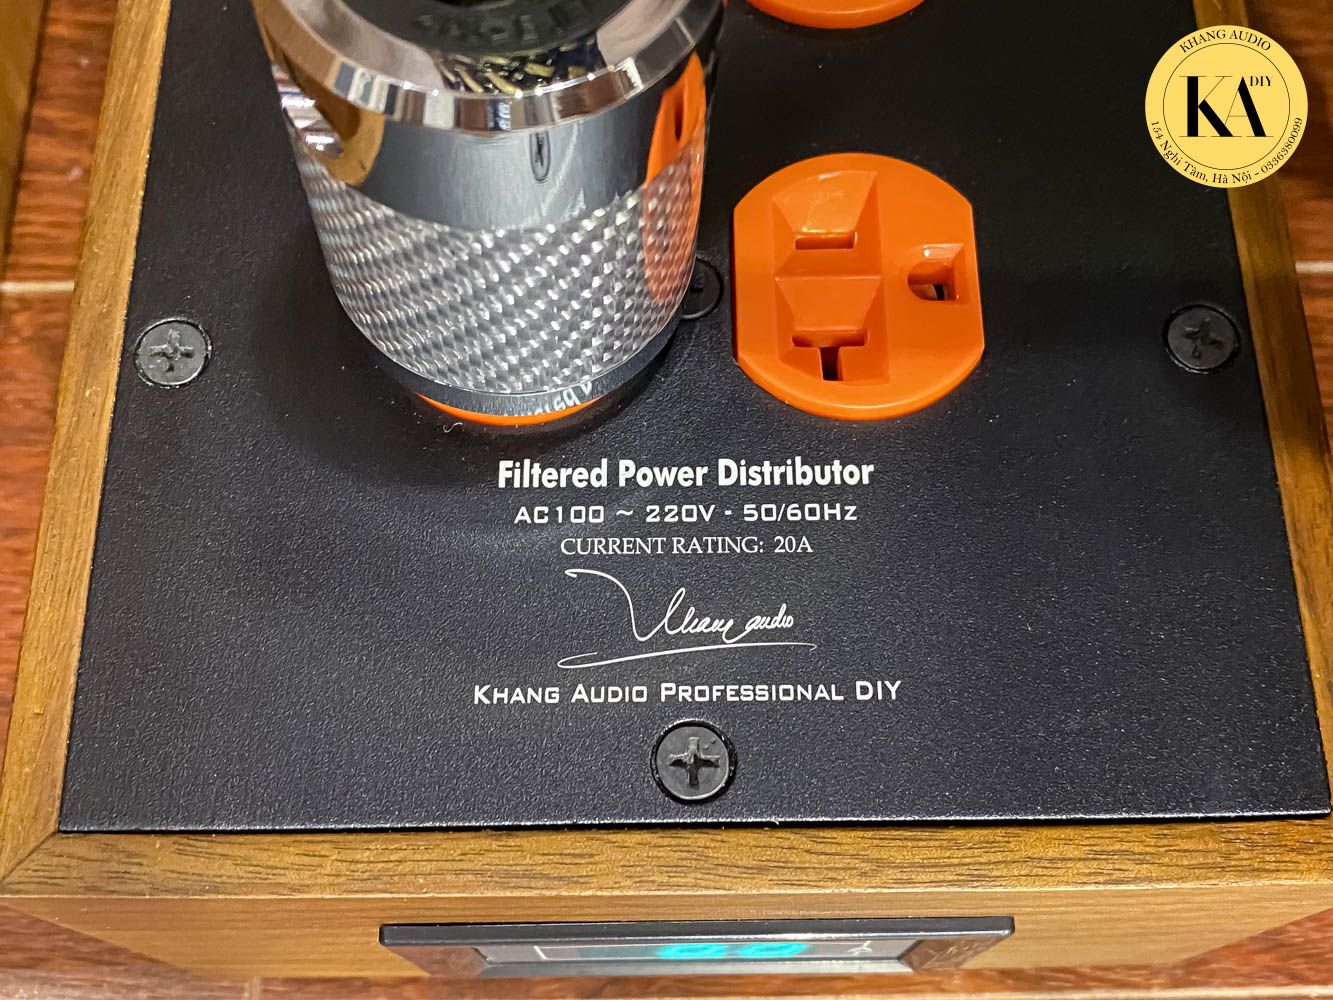 KHANG AUDIO
KA DIY
154 Nghi Tàm, Hà Nội - 0336380099
Filtered Power Distributor
AC100 ~ 220V - 50/60Hz
CURRENT RATING: 20A
Khang audio
KHANG AUDIO PROFESSIONAL DIY